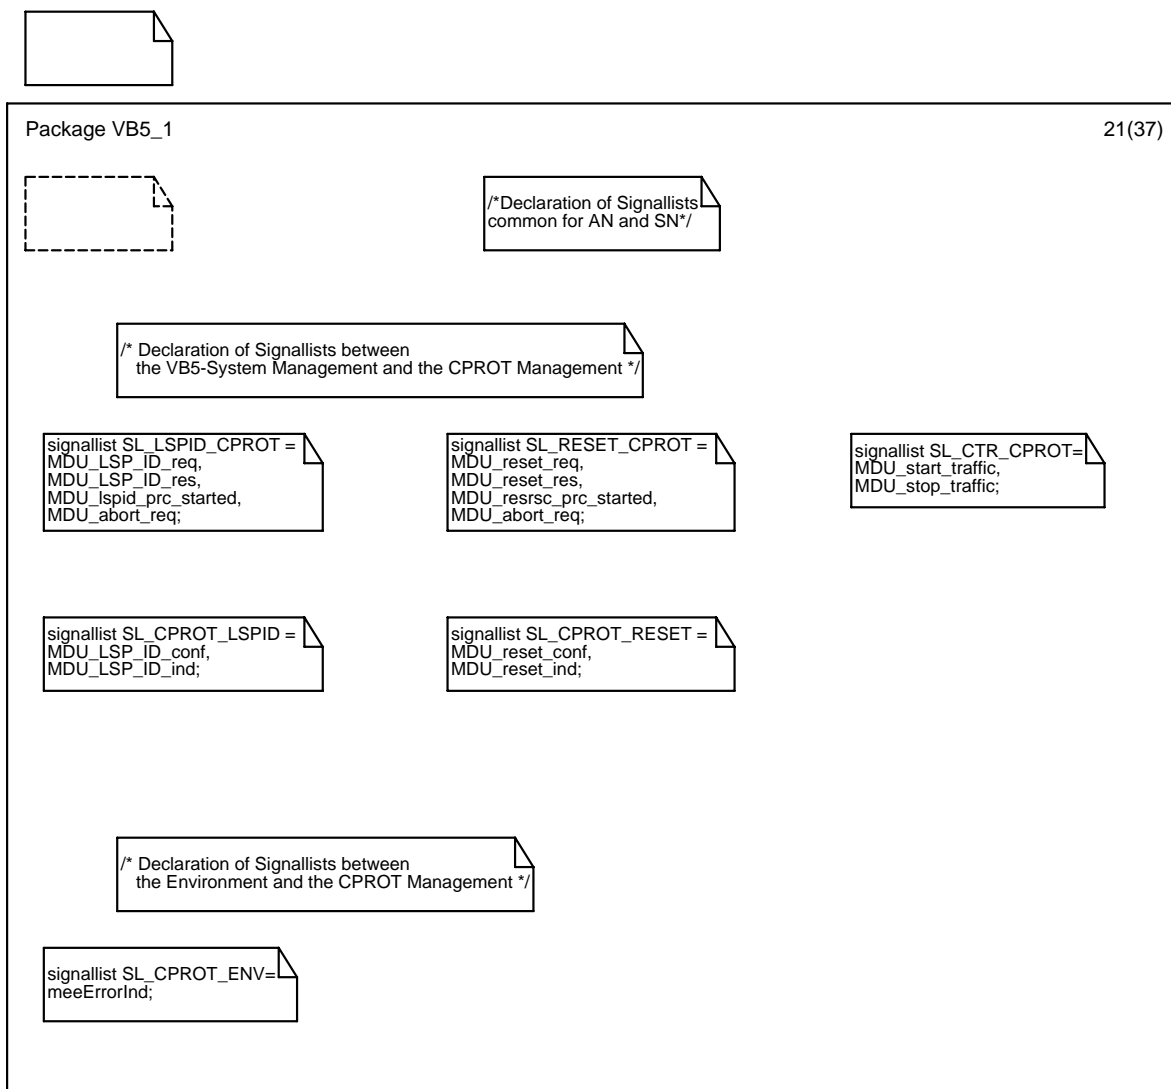 Package VB5_1
21(37)
/*Declaration of Signallists
common for AN and SN*/
/* Declaration of Signallists between
the VB5-System Management and the CPROT Management */
signallist SL_LSPID_CPROT =
MDU_LSP_ID_req,
MDU_LSP_ID_res,
MDU_lspid_prc_started,
MDU_abort_req;
signallist SL_RESET_CPROT =
MDU_reset_req,
MDU_reset_res,
MDU_resrsc_prc_started,
MDU_abort_req;
signallist SL_CTR_CPROT=
MDU_start_traffic,
MDU_stop_traffic;
signallist SL_CPROT_LSPID =
MDU_LSP_ID_conf,
MDU_LSP_ID_ind;
signallist SL_CPROT_RESET =
MDU_reset_conf,
MDU_reset_ind;
/* Declaration of Signallists between
the Environment and the CPROT Management */
signallist SL_CPROT_ENV=
meeErrorInd;